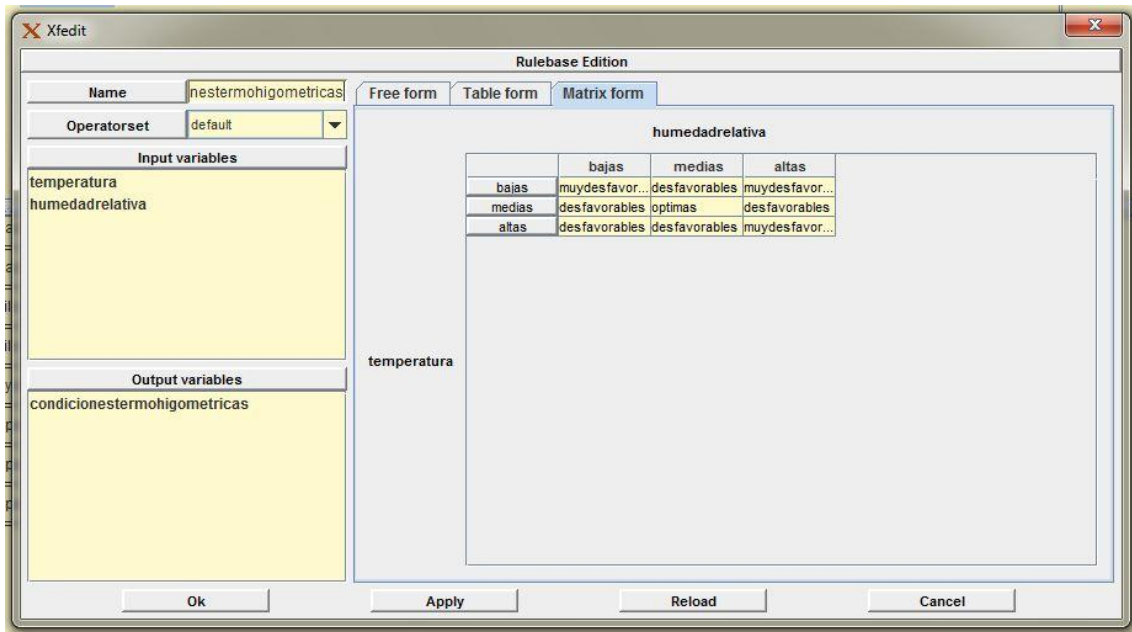 Xfedit
Rulebase Edition
Name nestermohigometricas
Operatorset default
Input variables
temperatura
humedadrelativa
Output variables
condicionestermohigometricas
Free form Table form Matrix form
humedadrelativa
bajas medias altas
bajas muydesfavor... desfavorables muydesfavor...
medias desfavorables optimas desfavorables
altas desfavorables desfavorables muydesfavor...
temperatura
Ok Apply Reload Cancel